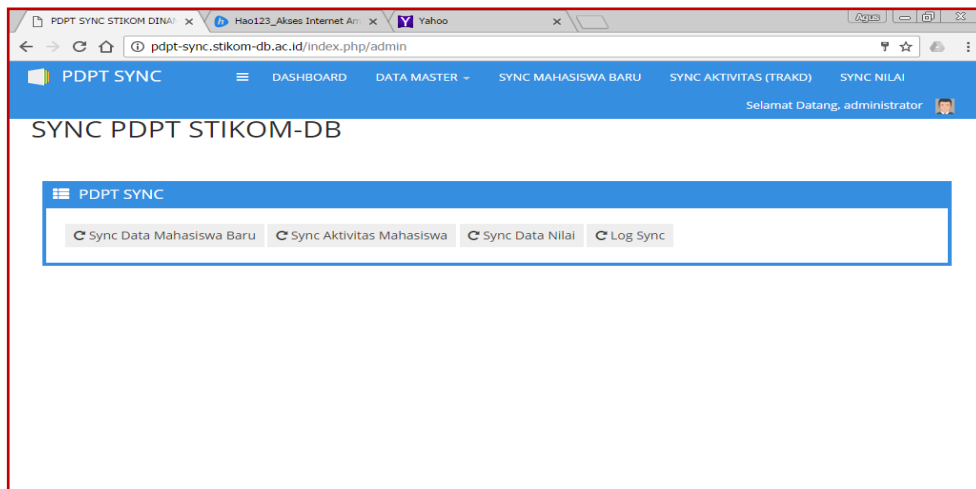 PDPT SYNC STIKOM DINAM Hao123_Akses Internet Am Yahoo Agus
pdpt-sync.stikom-db.ac.id/index.php/admin
PDPT SYNC DASHBOARD DATA MASTER SYNC MAHASISWA BARU SYNC AKTIVITAS (TRAKD) SYNC NILAI
Selamat Datang, administrator
SYNC PDPT STIKOM-DB
PDPT SYNC
Sync Data Mahasiswa Baru Sync Aktivitas Mahasiswa Sync Data Nilai Log Sync